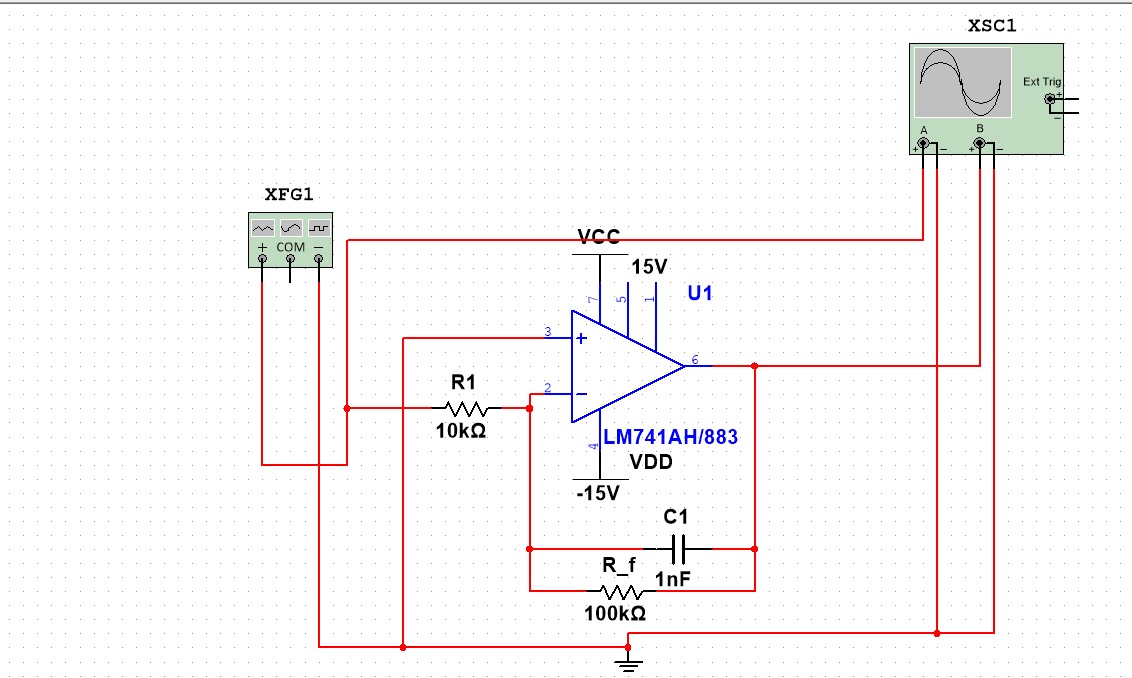 XSC1
Ext Trig
+
−
A
B
+ − + −
XFG1
+ COM −
VCC
15V
U1
7 5 1
3
+
6
R1
2
−
10kΩ
4
LM741AH/883
VDD
-15V
C1
R_f
1nF
100kΩ